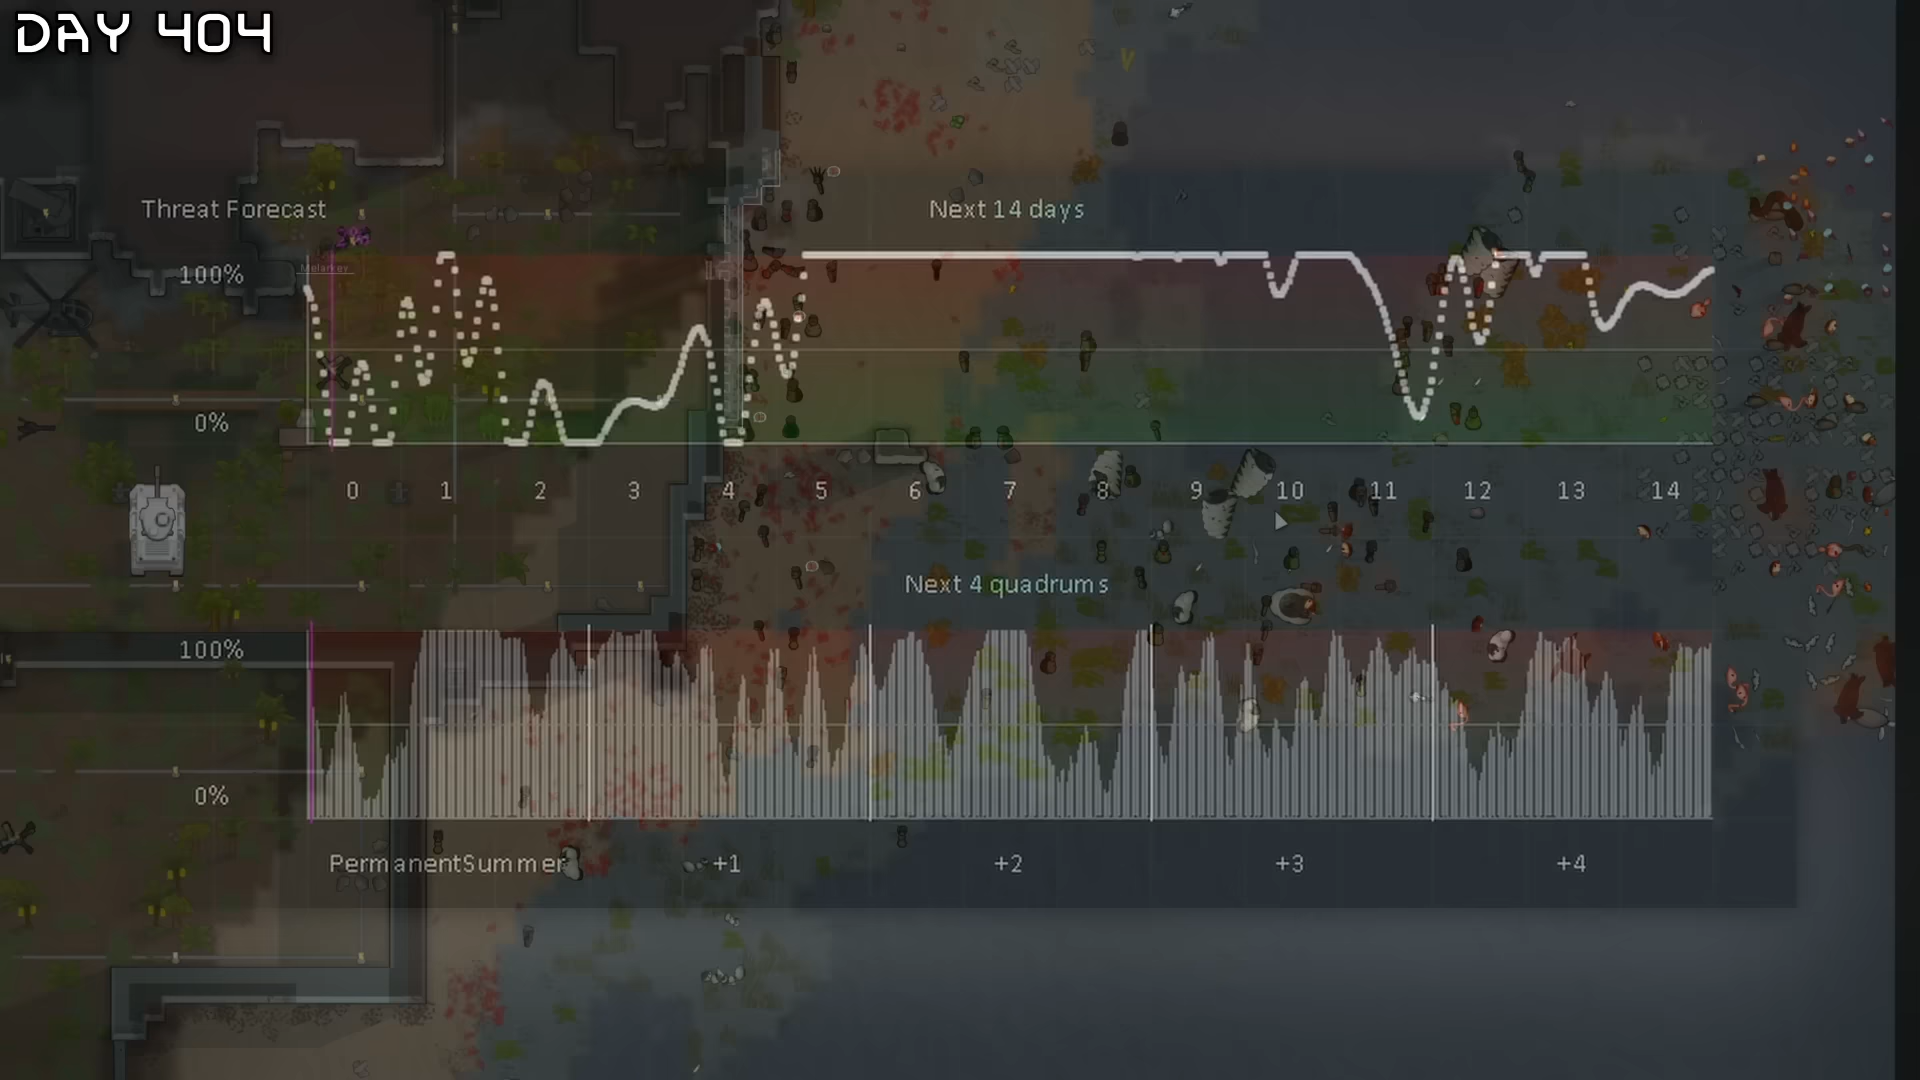 DAY 404
Threat Forecast
Next 14 days
Melarkey
100%
0%
0 1 2 3 4 5 6 7 8 9 10 11 12 13 14
Next 4 quadrums
100%
0%
PermanentSummer +1 +2 +3 +4